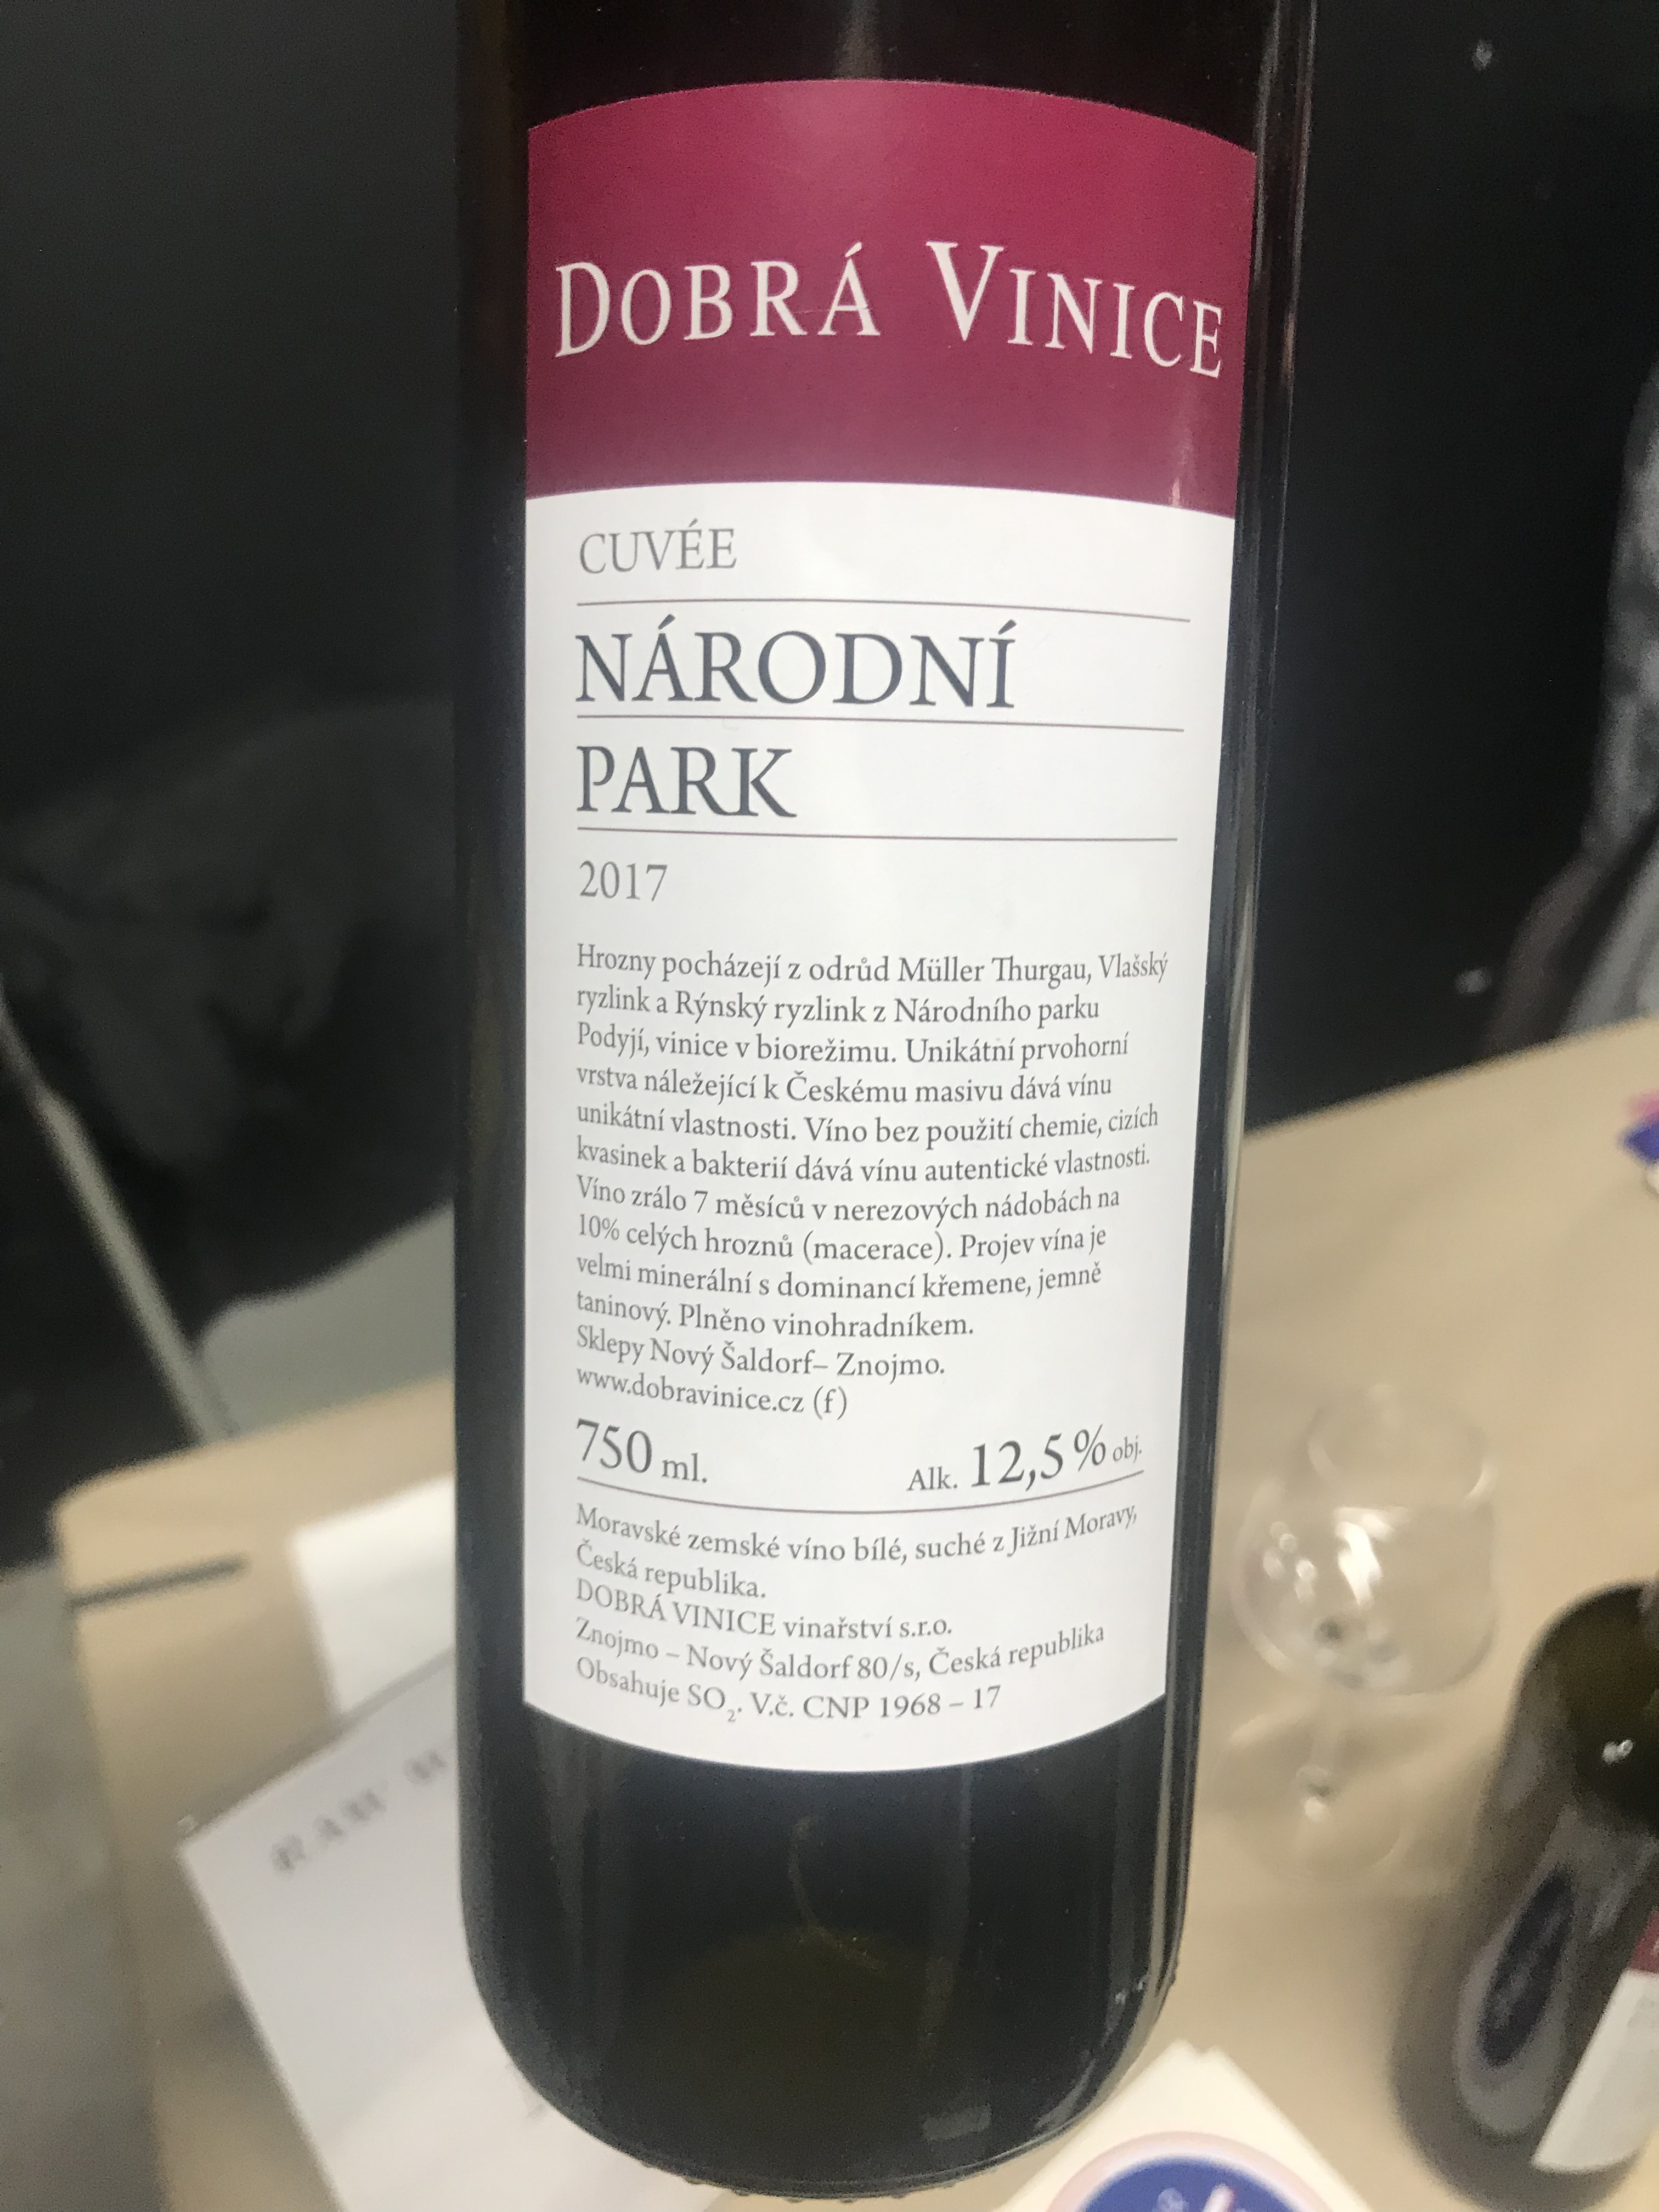 DOBRÁ VINICE
CUVÉE
NÁRODNÍ
PARK
2017
Hrozny pocházejí z odrůd Müller Thurgau, Vlašský
ryzlink a Rýnský ryzlink z Národního parku
Podyjí, vinice v biorežimu. Unikátní prvohorní
vrstva náležející k Českému masivu dává vínu
unikátní vlastnosti. Víno bez použití chemie, cizích
kvasinek a bakterií dává vínu autentické vlastnosti.
Víno zrálo 7 měsíců v nerezových nádobách na
10% celých hroznů (macerace). Projev vína je
velmi minerální s dominancí křemene, jemně
taninový. Plněno vinohradníkem.
Sklepy Nový Šaldorf– Znojmo.
www.dobravinice.cz (f)
750 ml. Alk. 12,5 % obj.
Moravské zemské víno bílé, suché z Jižní Moravy,
Česká republika.
DOBRÁ VINICE vinařství s.r.o.
Znojmo – Nový Šaldorf 80/s, Česká republika
Obsahuje SO₂. V.č. CNP 1968 – 17
RAW